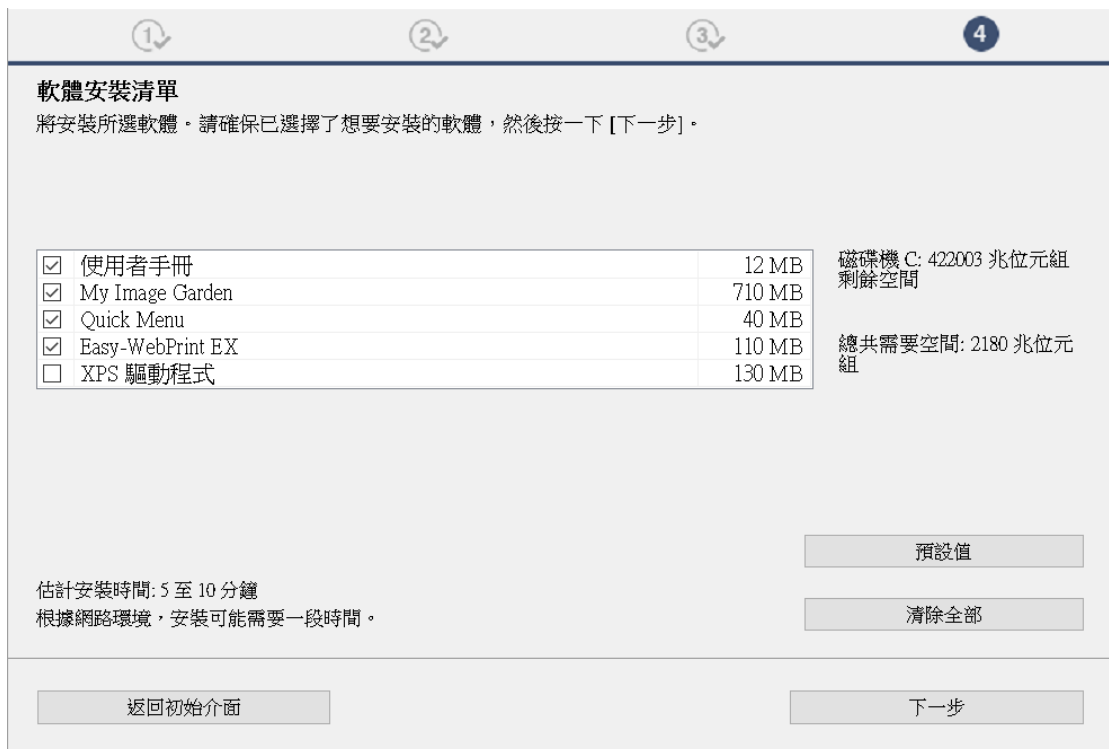 1 2 3 4
軟體安裝清單
將安裝所選軟體。請確保已選擇了想要安裝的軟體，然後按一下 [下一步]。
使用者手冊 12 MB
My Image Garden 710 MB
Quick Menu 40 MB
Easy-WebPrint EX 110 MB
XPS 驅動程式 130 MB
磁碟機 C: 422003 兆位元組
剩餘空間
總共需要空間: 2180 兆位元
組
預設值
估計安裝時間: 5 至 10 分鐘
根據網路環境，安裝可能需要一段時間。
清除全部
返回初始介面
下一步